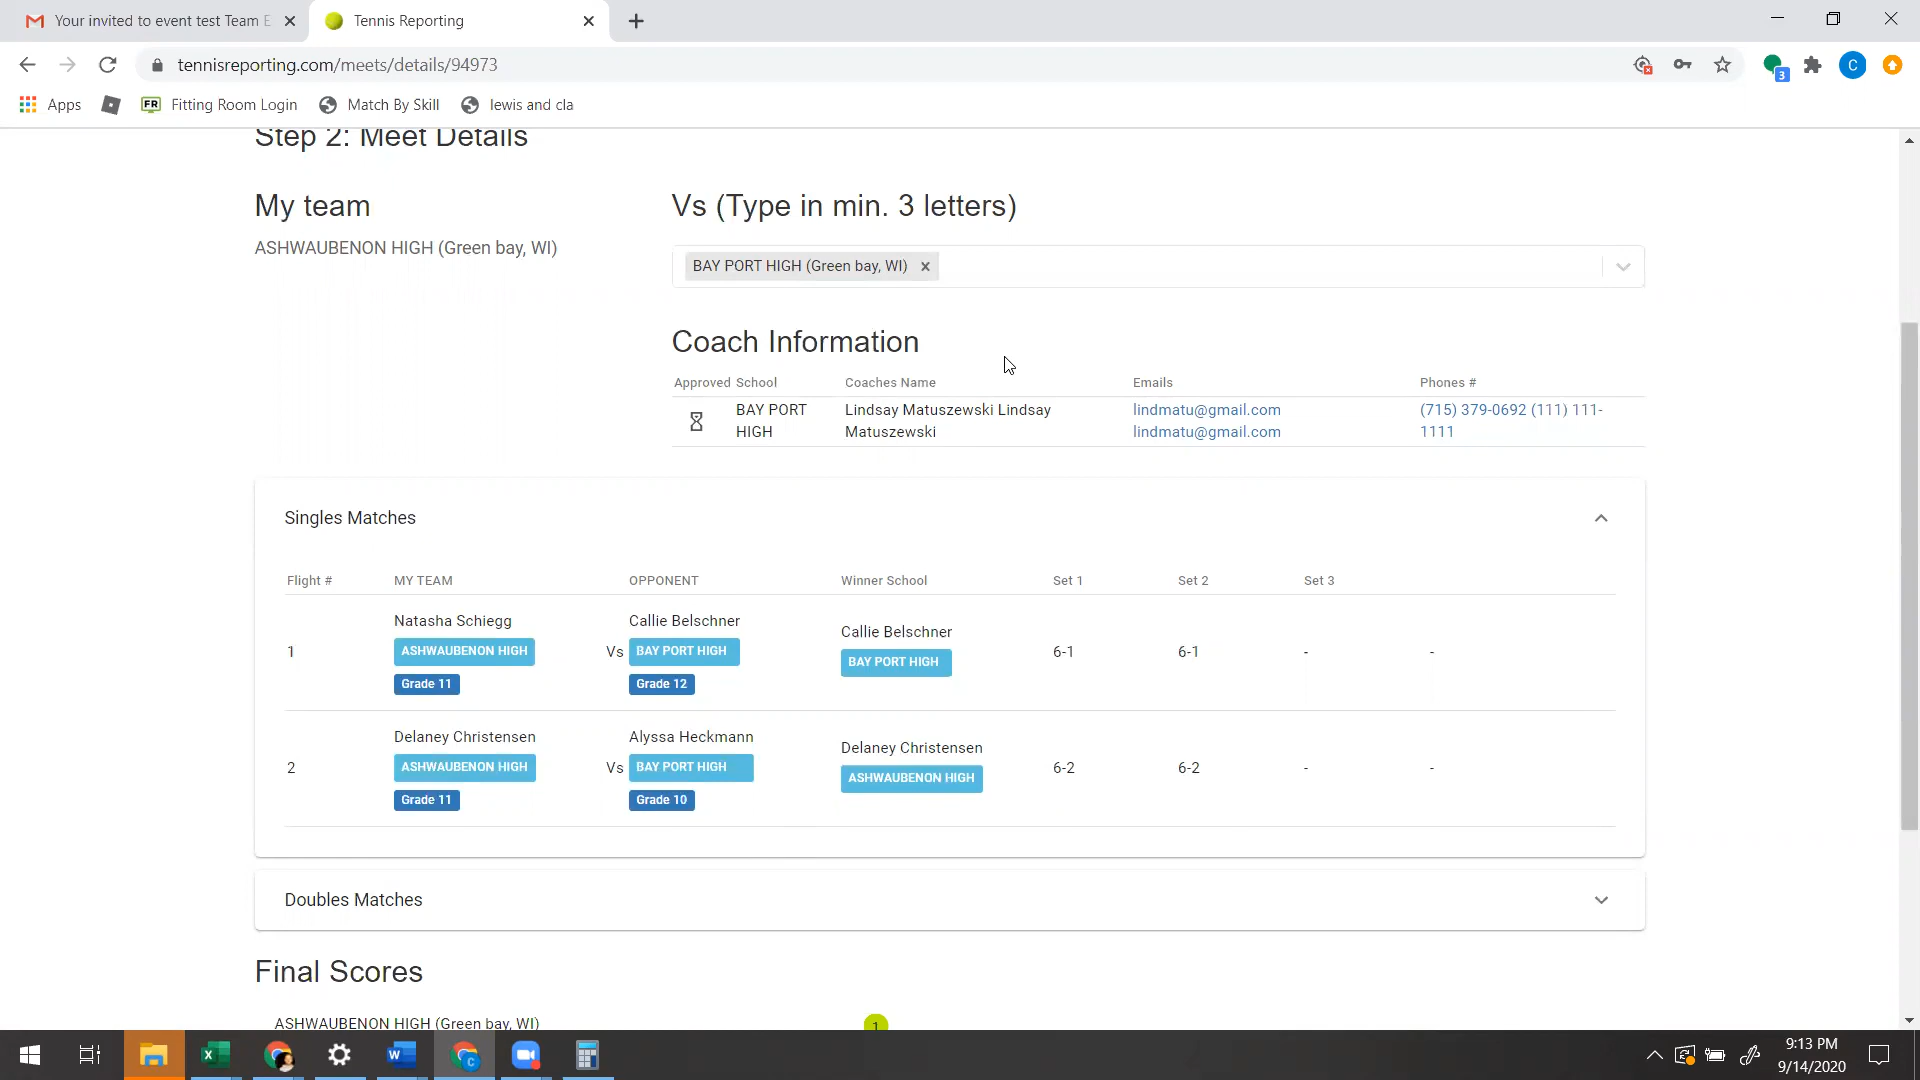 Your invited to event test Team E
Tennis Reporting
tennisreporting.com/meets/details/94973
3
C
Apps
FR
Fitting Room Login
Match By Skill
lewis and cla
Step 2: Meet Details
My team
Vs (Type in min. 3 letters)
ASHWAUBENON HIGH (Green bay, WI)
BAY PORT HIGH (Green bay, WI)
Coach Information
Approved School Coaches Name Emails Phones #
BAY PORT Lindsay Matuszewski Lindsay lindmatu@gmail.com (715) 379-0692 (111) 111-
HIGH Matuszewski lindmatu@gmail.com 1111
Singles Matches
Flight # MY TEAM OPPONENT Winner School Set 1 Set 2 Set 3
Natasha Schiegg Callie Belschner
Callie Belschner
1 ASHWAUBENON HIGH Vs BAY PORT HIGH 6-1 6-1 - -
BAY PORT HIGH
Grade 11 Grade 12
Delaney Christensen Alyssa Heckmann
Delaney Christensen
2 ASHWAUBENON HIGH Vs BAY PORT HIGH 6-2 6-2 - -
ASHWAUBENON HIGH
Grade 11 Grade 10
Doubles Matches
Final Scores
ASHWAUBENON HIGH (Green bay, WI) 1
9:13 PM
9/14/2020